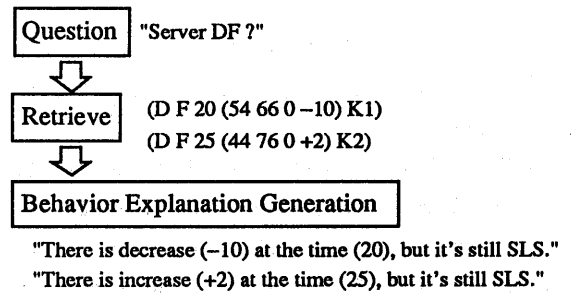 Question "Server DF ?"
Retrieve (D F 20 (54 66 0 –10) K1)
(D F 25 (44 76 0 +2) K2)
Behavior Explanation Generation
"There is decrease (–10) at the time (20), but it's still SLS."
"There is increase (+2) at the time (25), but it's still SLS."